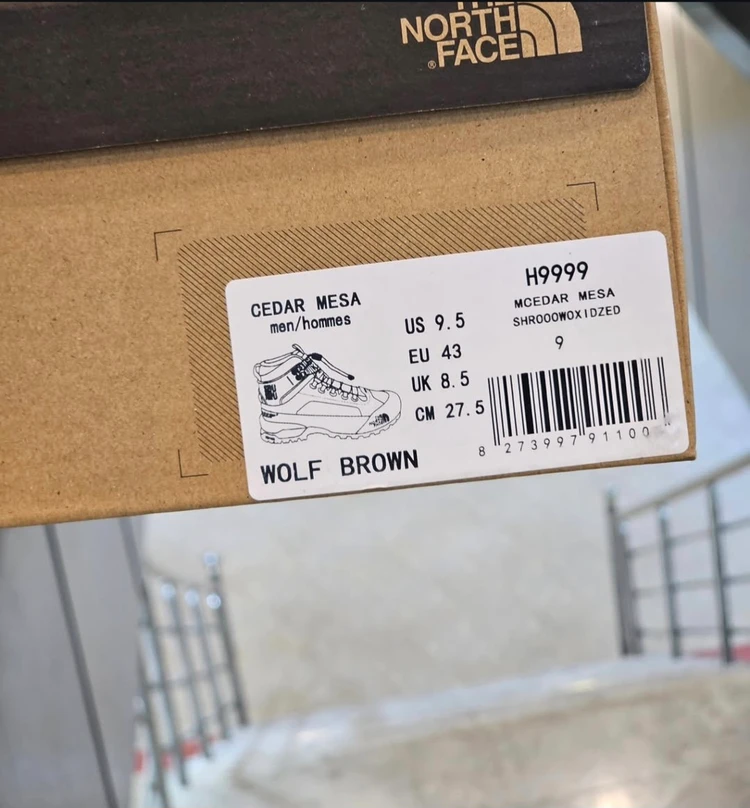 THE
NORTH
FACE
CEDAR MESA
men/hommes
US 9.5
EU 43
UK 8.5
CM 27.5
H9999
MCEDAR MESA
SHROOOWOXIDZED
9
8 273997 91100
WOLF BROWN